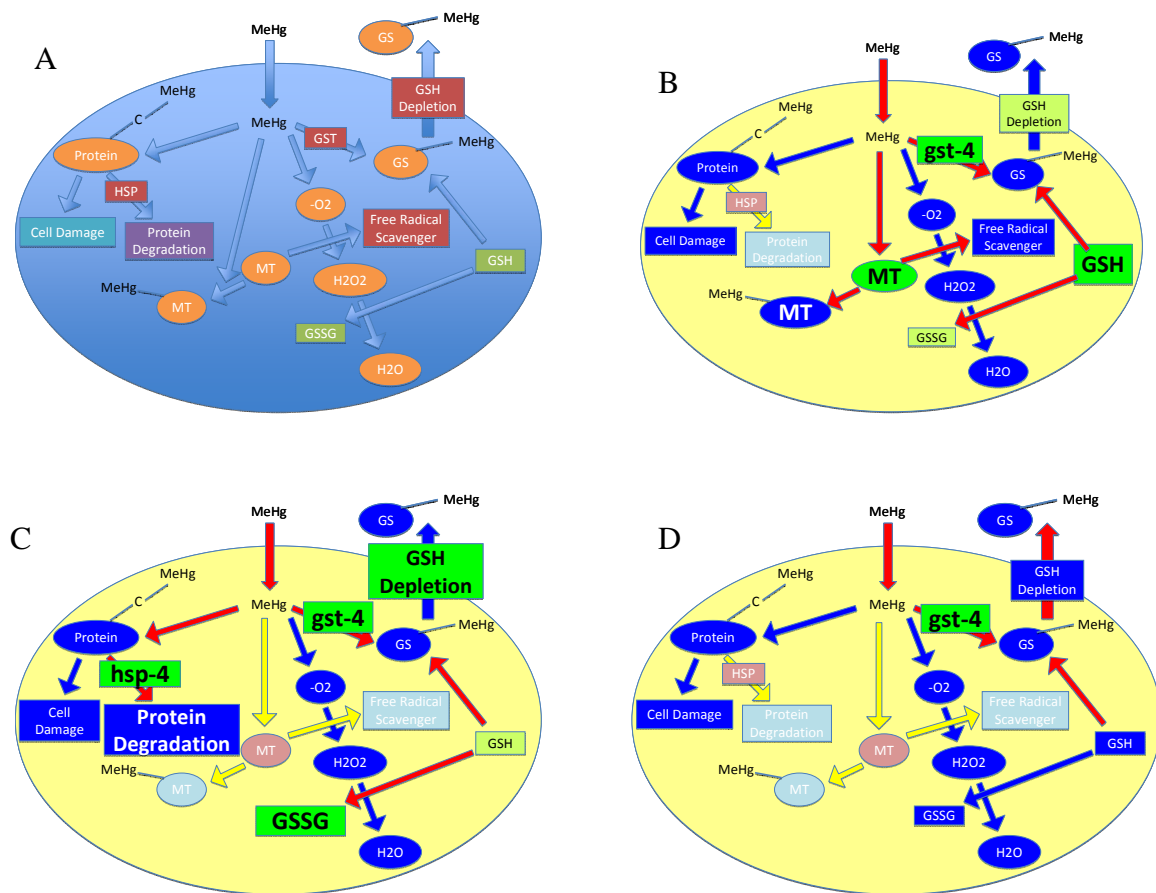 A
MeHg
GS
MeHg
GSH
Depletion
MeHg
C
MeHg
GST
Protein
GS
MeHg
HSP
-O2
Cell Damage
Protein
Degradation
Free Radical
Scavenger
MT
GSH
H2O2
MeHg
MT
GSSG
H2O
B
MeHg
GS
MeHg
GSH
Depletion
MeHg
C
MeHg
gst-4
Protein
GS
MeHg
HSP
-O2
Cell Damage
Protein
Degradation
Free Radical
Scavenger
MT
GSH
H2O2
MeHg
MT
GSSG
H2O
C
MeHg
GS
MeHg
GSH
Depletion
MeHg
C
MeHg
gst-4
Protein
GS
MeHg
hsp-4
-O2
Cell
Damage
Protein
Degradation
Free Radical
Scavenger
MT
GSH
H2O2
MeHg
MT
GSSG
H2O
D
MeHg
GS
MeHg
GSH
Depletion
MeHg
C
MeHg
gst-4
Protein
GS
MeHg
HSP
-O2
Cell Damage
Protein
Degradation
Free Radical
Scavenger
MT
GSH
H2O2
MeHg
MT
GSSG
H2O